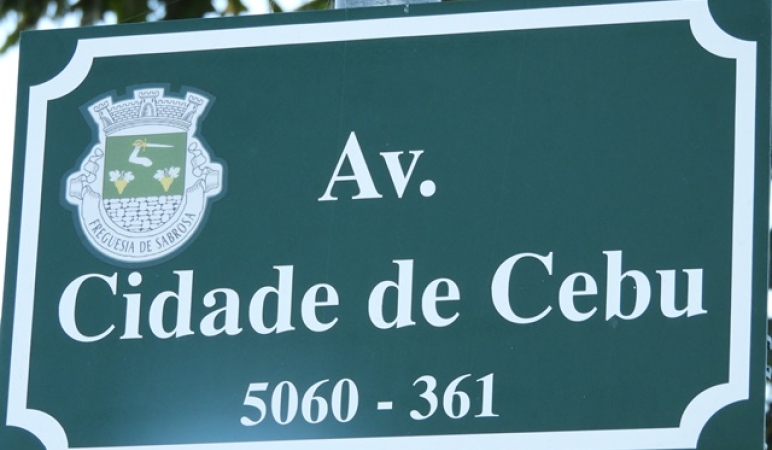 FREGUESIA DE SABROSA
Av.
Cidade de Cebu
5060 - 361